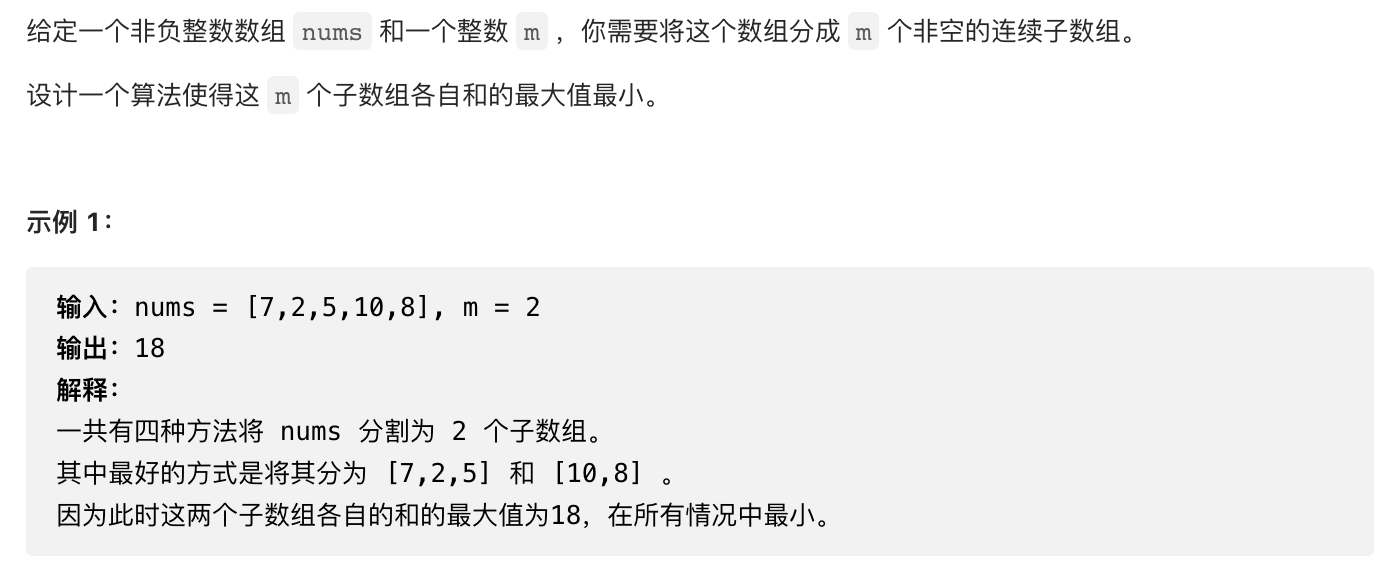 给定一个非负整数数组 nums 和一个整数 m ，你需要将这个数组分成 m 个非空的连续子数组。
设计一个算法使得这 m 个子数组各自和的最大值最小。
示例 1：
输入：nums = [7,2,5,10,8], m = 2
输出：18
解释：
一共有四种方法将 nums 分割为 2 个子数组。
其中最好的方式是将其分为 [7,2,5] 和 [10,8] 。
因为此时这两个子数组各自的和的最大值为18，在所有情况中最小。